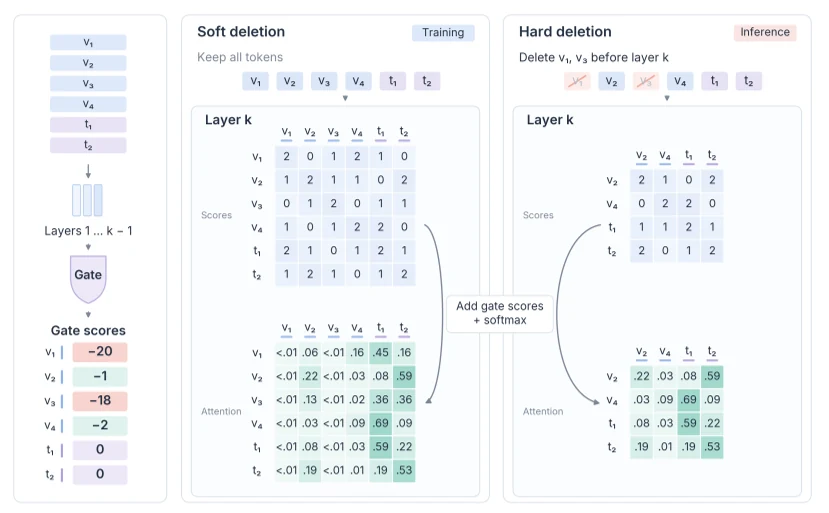 v₁
v₂
v₃
v₄
t₁
t₂
Layers 1 … k − 1
Gate
Gate scores
v₁ −20
v₂ −1
v₃ −18
v₄ −2
t₁ 0
t₂ 0
Soft deletion
Training
Keep all tokens
v₁ v₂ v₃ v₄ t₁ t₂
Layer k
v₁ v₂ v₃ v₄ t₁ t₂
v₁ 2 0 1 2 1 0
v₂ 1 2 1 1 0 2
Scores
v₃ 0 1 2 0 1 1
v₄ 1 0 1 2 2 0
t₁ 2 1 0 1 2 1
t₂ 1 2 1 0 1 2
v₁ v₂ v₃ v₄ t₁ t₂
v₁ <.01 .06 <.01 .16 .45 .16
v₂ <.01 .22 <.01 .03 .08 .59
v₃ <.01 .13 <.01 .02 .36 .36
Attention
v₄ <.01 .03 <.01 .09 .69 .09
t₁ <.01 .08 <.01 .03 .59 .22
t₂ <.01 .19 <.01 .01 .19 .53
Add gate scores
+ softmax
Hard deletion
Inference
Delete v₁, v₃ before layer k
v₁ v₂ v₃ v₄ t₁ t₂
Layer k
v₂ v₄ t₁ t₂
v₂ 2 1 0 2
v₄ 0 2 2 0
Scores
t₁ 1 1 2 1
t₂ 2 0 1 2
v₂ v₄ t₁ t₂
v₂ .22 .03 .08 .59
v₄ .03 .09 .69 .09
Attention
t₁ .08 .03 .59 .22
t₂ .19 .01 .19 .53